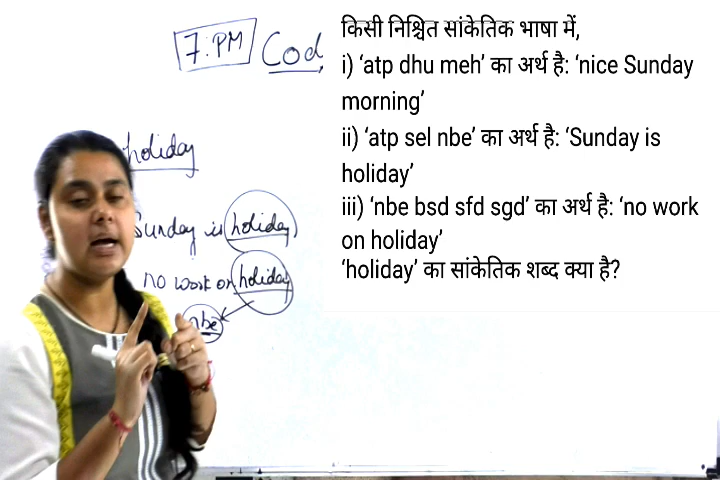 7:PM
Cod
किसी निश्चित सांकेतिक भाषा में,
i) ‘atp dhu meh’ का अर्थ है: ‘nice Sunday
morning’
ii) ‘atp sel nbe’ का अर्थ है: ‘Sunday is
holiday’
iii) ‘nbe bsd sfd sgd’ का अर्थ है: ‘no work
on holiday’
‘holiday’ का सांकेतिक शब्द क्या है?
holiday
Sunday is holiday
no work on holiday
nbe